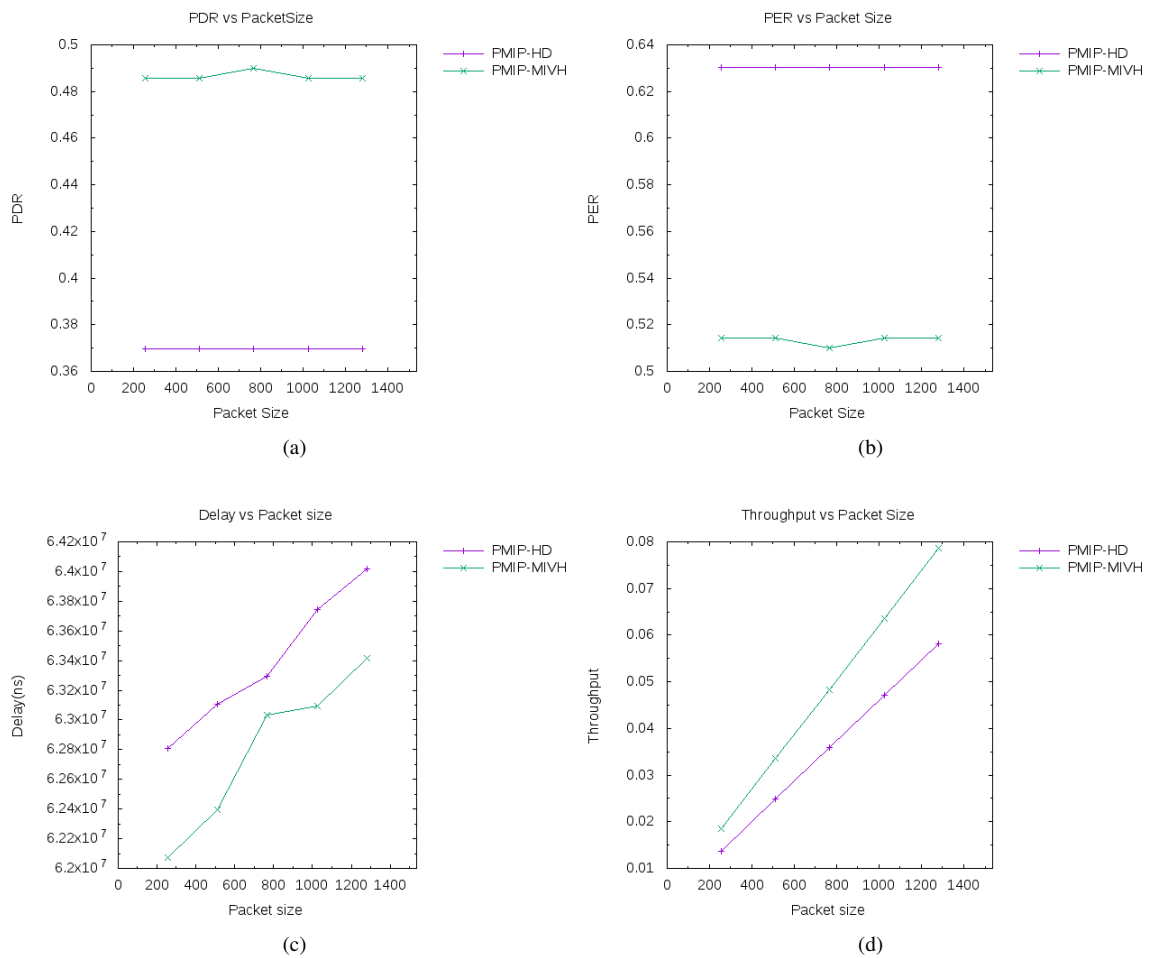 PDR vs PacketSize
PMIP-HD
PMIP-MIVH
0.5
0.48
0.46
0.44
0.42
0.4
0.38
0.36
PDR
0 200 400 600 800 1000 1200 1400
Packet Size
(a)
PER vs Packet Size
PMIP-HD
PMIP-MIVH
0.64
0.62
0.6
0.58
0.56
0.54
0.52
0.5
PER
0 200 400 600 800 1000 1200 1400
Packet Size
(b)
Delay vs Packet size
PMIP-HD
PMIP-MIVH
6.42x10^7
6.4x10^7
6.38x10^7
6.36x10^7
6.34x10^7
6.32x10^7
6.3x10^7
6.28x10^7
6.26x10^7
6.24x10^7
6.22x10^7
6.2x10^7
Delay(ns)
0 200 400 600 800 1000 1200 1400
Packet size
(c)
Throughput vs Packet Size
PMIP-HD
PMIP-MIVH
0.08
0.07
0.06
0.05
0.04
0.03
0.02
0.01
Throughput
0 200 400 600 800 1000 1200 1400
Packet size
(d)